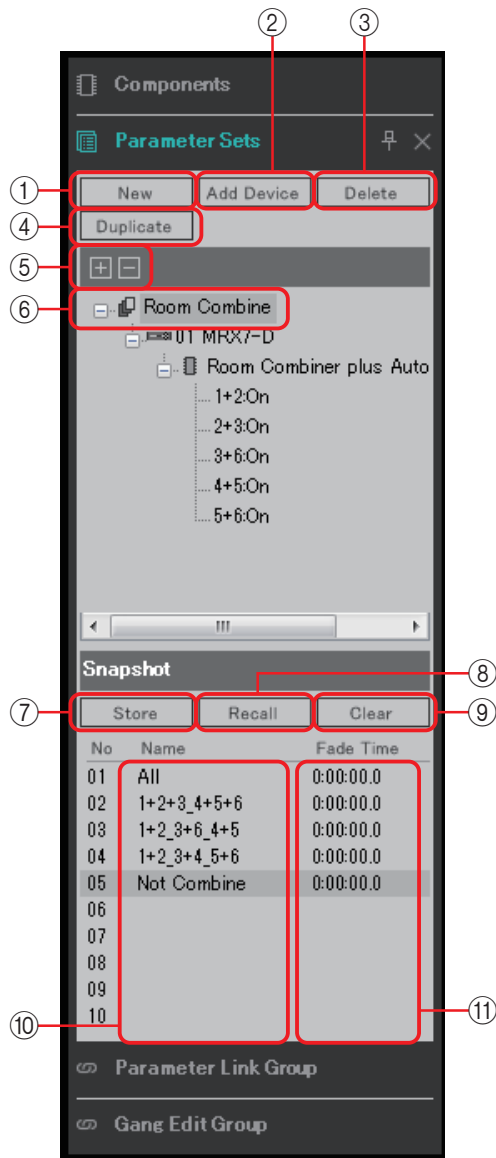 ② ③
Components
Parameter Sets
① New Add Device Delete
④ Duplicate
⑤
⑥ Room Combine
01 MRX7-D
Room Combiner plus Auto
1+2:On
2+3:On
3+6:On
4+5:On
5+6:On
Snapshot
⑧
⑦ Store Recall Clear ⑨
No Name Fade Time
01 All 0:00:00.0
02 1+2+3_4+5+6 0:00:00.0
03 1+2_3+6_4+5 0:00:00.0
04 1+2_3+4_5+6 0:00:00.0
05 Not Combine 0:00:00.0
06
07
08
09
10
⑩ ⑪
Parameter Link Group
Gang Edit Group